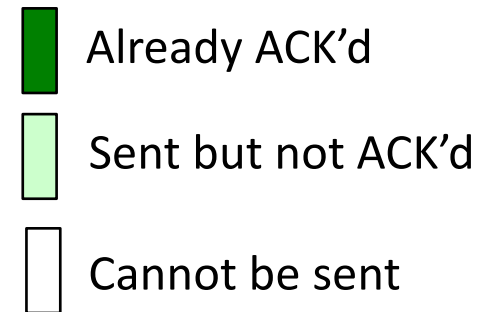 Already ACK’d
Sent but not ACK’d
Cannot be sent